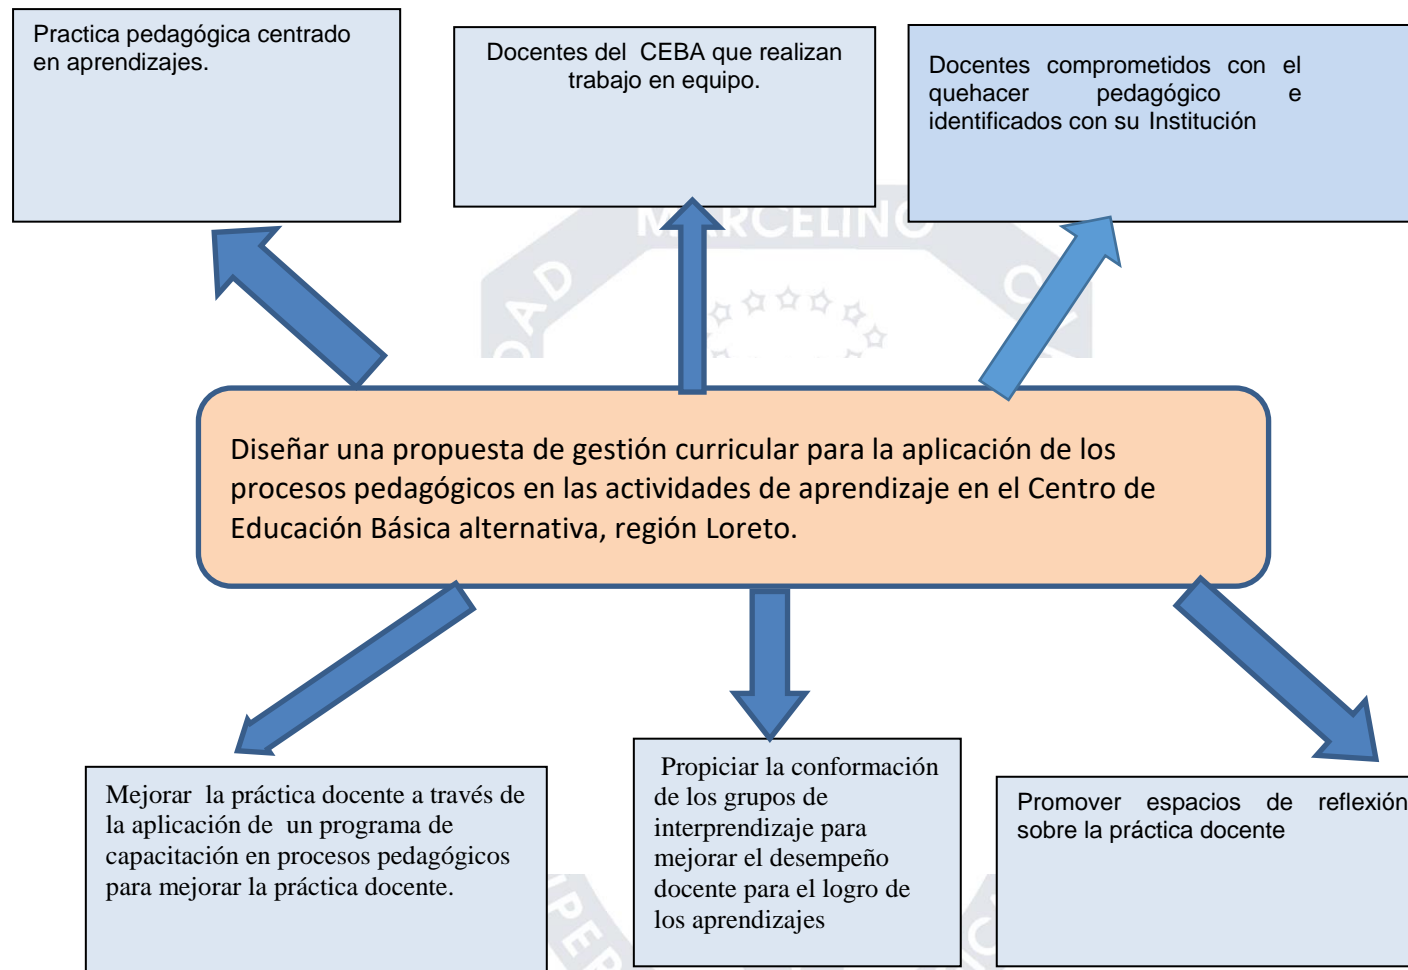 Practica pedagógica centrado
en aprendizajes.
Docentes del CEBA que realizan
trabajo en equipo.
Docentes comprometidos con el
quehacer pedagógico e
identificados con su Institución
MARCELINO
DAD
Diseñar una propuesta de gestión curricular para la aplicación de los
procesos pedagógicos en las actividades de aprendizaje en el Centro de
Educación Básica alternativa, región Loreto.
Mejorar la práctica docente a través de
la aplicación de un programa de
capacitación en procesos pedagógicos
para mejorar la práctica docente.
Propiciar la conformación
de los grupos de
interprendizaje para
mejorar el desempeño
docente para el logro de
los aprendizajes
Promover espacios de reflexión
sobre la práctica docente